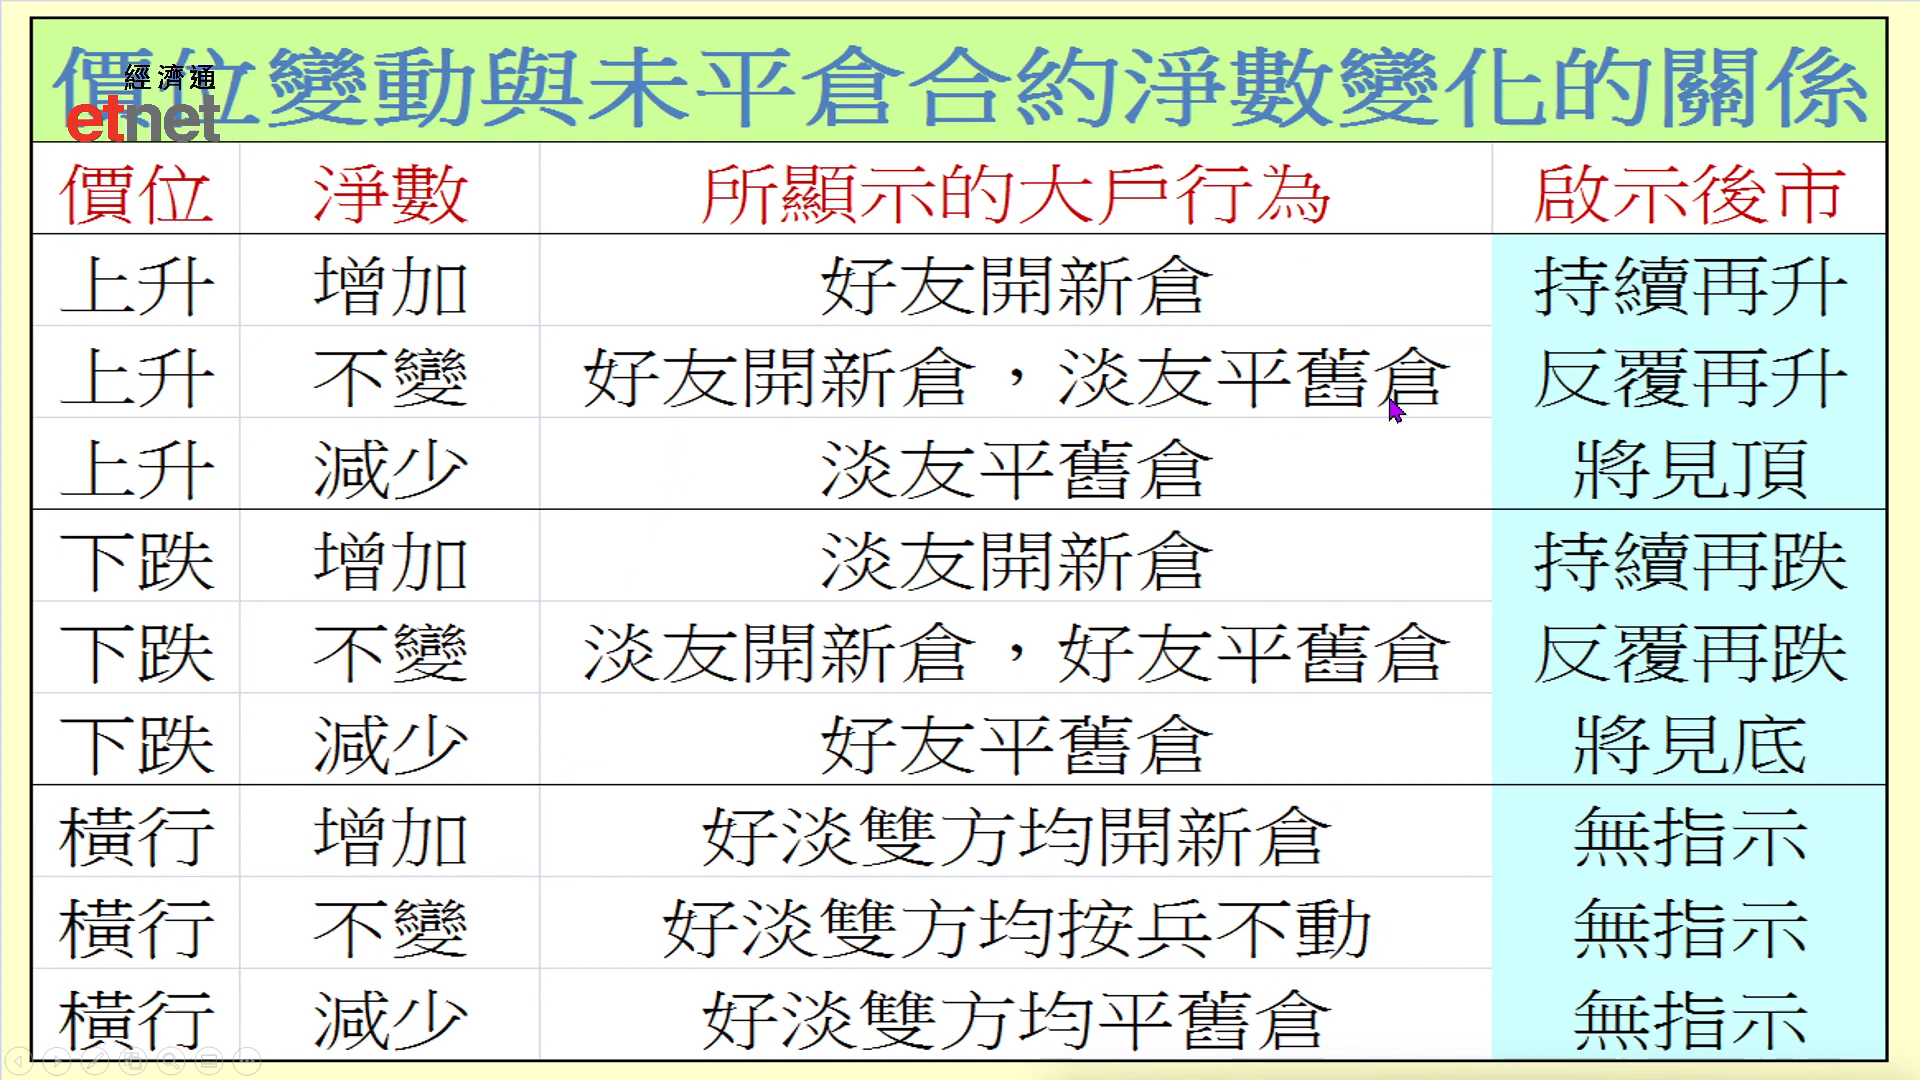 價位變動與未平倉合約淨數變化的關係
經濟通
etnet
價位 淨數 所顯示的大戶行為 啟示後市
上升 增加 好友開新倉 持續再升
上升 不變 好友開新倉，淡友平舊倉 反覆再升
上升 減少 淡友平舊倉 將見頂
下跌 增加 淡友開新倉 持續再跌
下跌 不變 淡友開新倉，好友平舊倉 反覆再跌
下跌 減少 好友平舊倉 將見底
橫行 增加 好淡雙方均開新倉 無指示
橫行 不變 好淡雙方均按兵不動 無指示
橫行 減少 好淡雙方均平舊倉 無指示